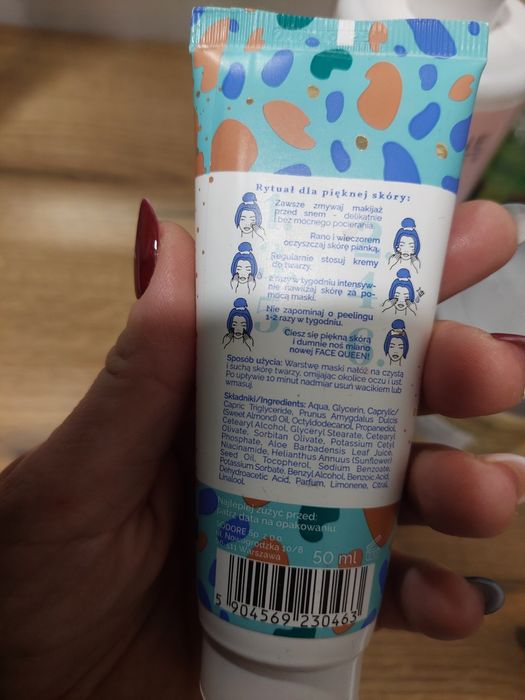 Rytuał dla pięknej skóry:
Zawsze zmywaj makijaż
przed snem - delikatnie
i bez mocnego pocierania.
Rano i wieczorem
oczyszczaj skórę pianką.
Regularnie stosuj kremy
do twarzy.
2 razy w tygodniu intensyw-
nie nawilżaj skórę za po-
mocą maski.
Nie zapominaj o peelingu
1-2 razy w tygodniu.
Ciesz się piękną skórą
i dumnie noś miano
nowej FACE QUEEN!
Sposób użycia: Warstwę maski nałóż na czystą
i suchą skórę twarzy, omijając okolice oczu i ust.
Po upływie 10 minut nadmiar usuń wacikiem lub
wmasuj.
Składniki/Ingredients: Aqua, Glycerin, Caprylic/
Capric Triglyceride, Prunus Amygdalus Dulcis
(Sweet Almond) Oil, Octyldodecanol, Propanediol,
Cetearyl Alcohol, Glyceryl Stearate, Cetearyl
Olivate, Sorbitan Olivate, Potassium Cetyl
Phosphate, Aloe Barbadensis Leaf Juice,
Niacinamide, Helianthus Annuus (Sunflower)
Seed Oil, Tocopherol, Sodium Benzoate,
Potassium Sorbate, Benzyl Alcohol, Benzoic Acid,
Dehydroacetic Acid, Parfum, Limonene, Citral,
Linalool.
Najlepiej zużyć przed:
patrz data na opakowaniu.
Sp. z o.o.
Nowogrodzka 10/8
511 Warszawa
50 ml
5 904569 230463